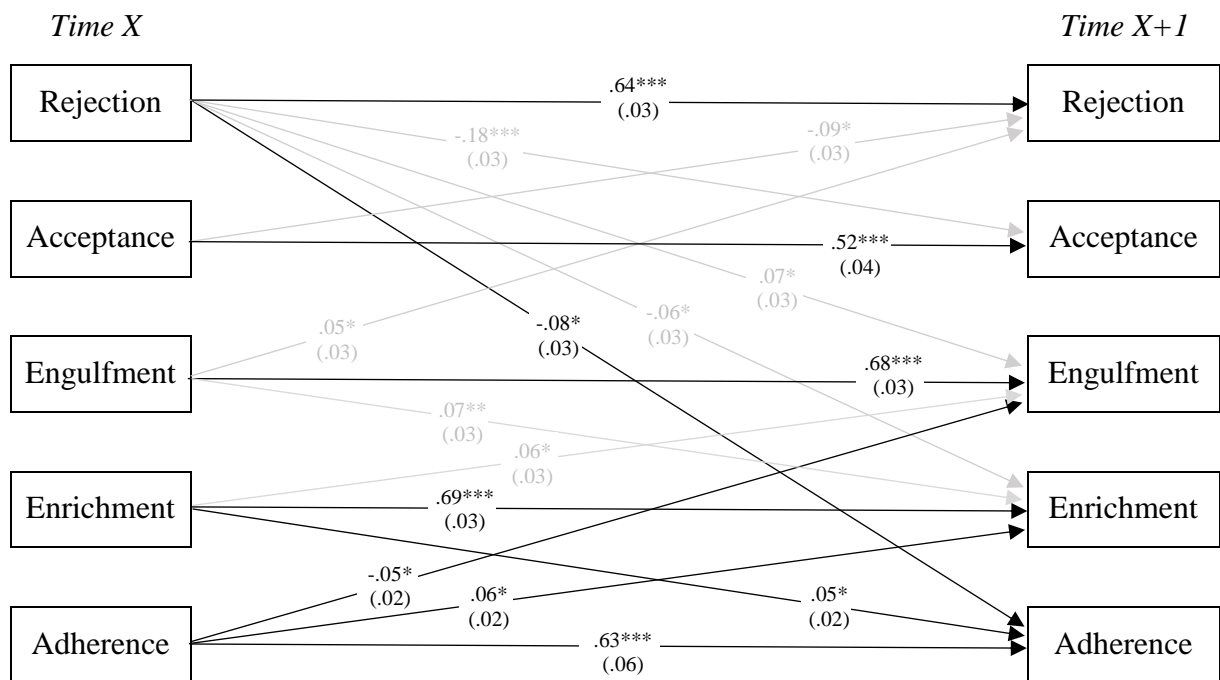 Time X
Time X+1
Rejection
.64***
(.03)
Rejection
-.18***
(.03)
-.09*
(.03)
Acceptance
.52***
(.04)
Acceptance
.07*
(.03)
-.06*
(.03)
.05*
(.03)
-.08*
(.03)
Engulfment
.68***
(.03)
Engulfment
.07**
(.03)
.06*
(.03)
Enrichment
.69***
(.03)
Enrichment
-.05*
(.02)
.06*
(.02)
.05*
(.02)
Adherence
.63***
(.06)
Adherence